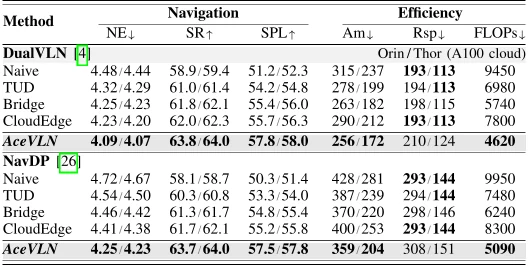 Method Navigation Efficiency
NE↓ SR↑ SPL↑ Am↓ Rsp↓ FLOPs↓
DualVLN [4] Orin / Thor (A100 cloud)
Naive 4.48/4.44 58.9/59.4 51.2/52.3 315/237 193/113 9450
TUD 4.32/4.29 61.0/61.4 54.2/54.8 278/199 194/113 6980
Bridge 4.25/4.23 61.8/62.1 55.4/56.0 263/182 198/115 5740
CloudEdge 4.23/4.20 62.0/62.3 55.7/56.3 290/212 193/113 7800
AceVLN 4.09/4.07 63.8/64.0 57.8/58.0 256/172 210/124 4620
NavDP [26]
Naive 4.72/4.67 58.1/58.7 50.3/51.4 428/281 293/144 9950
TUD 4.54/4.50 60.3/60.8 53.3/54.0 387/239 294/144 7480
Bridge 4.46/4.42 61.3/61.7 54.8/55.4 370/220 298/146 6240
CloudEdge 4.41/4.38 61.7/62.1 55.2/55.8 400/253 293/144 8300
AceVLN 4.25/4.23 63.7/64.0 57.5/57.8 359/204 308/151 5090